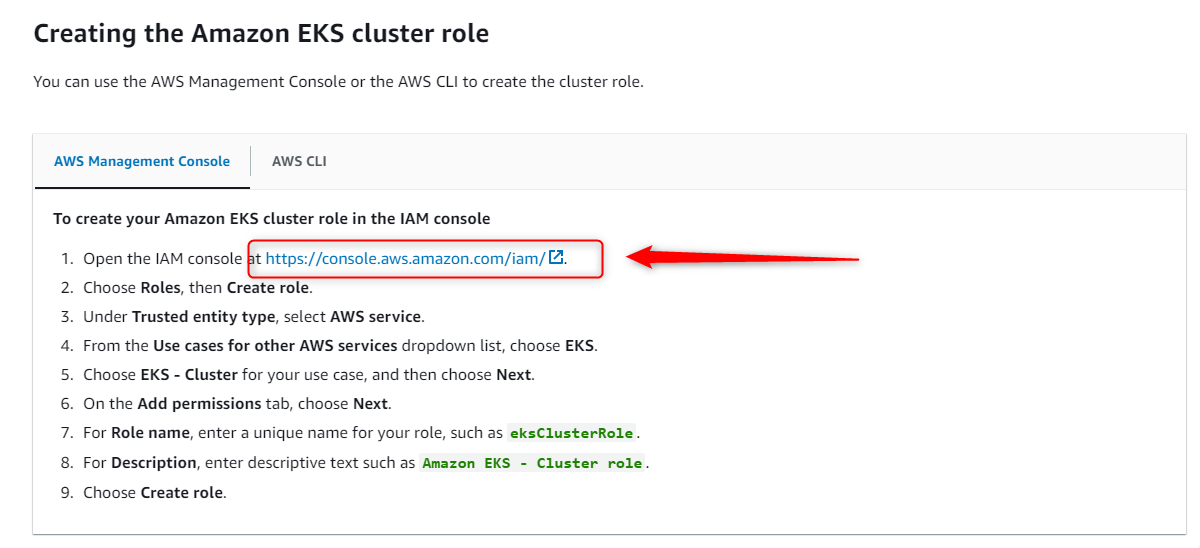 Creating the Amazon EKS cluster role
You can use the AWS Management Console or the AWS CLI to create the cluster role.
AWS Management Console
AWS CLI
To create your Amazon EKS cluster role in the IAM console
1. Open the IAM console at https://console.aws.amazon.com/iam/.
2. Choose Roles, then Create role.
3. Under Trusted entity type, select AWS service.
4. From the Use cases for other AWS services dropdown list, choose EKS.
5. Choose EKS - Cluster for your use case, and then choose Next.
6. On the Add permissions tab, choose Next.
7. For Role name, enter a unique name for your role, such as eksClusterRole.
8. For Description, enter descriptive text such as Amazon EKS - Cluster role.
9. Choose Create role.